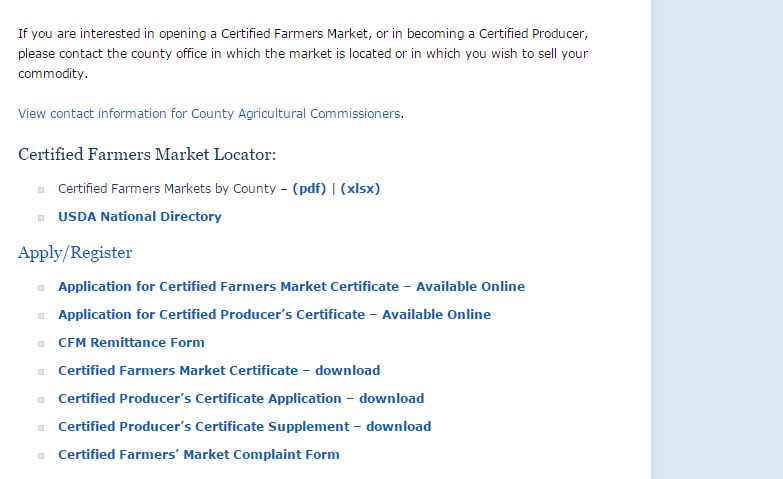 If you are interested in opening a Certified Farmers Market, or in becoming a Certified Producer,
please contact the county office in which the market is located or in which you wish to sell your
commodity.
View contact information for County Agricultural Commissioners.
Certified Farmers Market Locator:
Certified Farmers Markets by County – (pdf) | (xlsx)
USDA National Directory
Apply/Register
Application for Certified Farmers Market Certificate – Available Online
Application for Certified Producer’s Certificate – Available Online
CFM Remittance Form
Certified Farmers Market Certificate – download
Certified Producer’s Certificate Application – download
Certified Producer’s Certificate Supplement – download
Certified Farmers’ Market Complaint Form